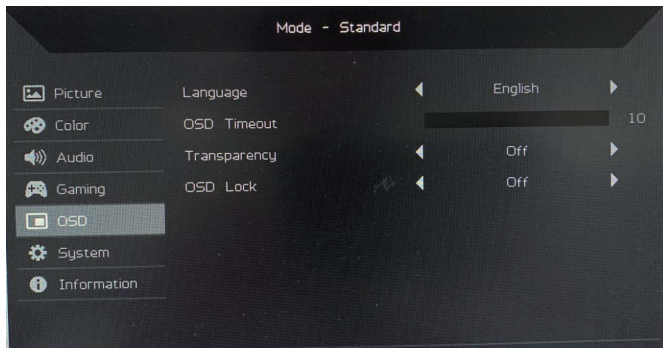 Mode - Standard
Picture
Language
English
Color
OSD Timeout
10
Audio
Transparency
Off
Gaming
OSD Lock
Off
OSD
System
Information